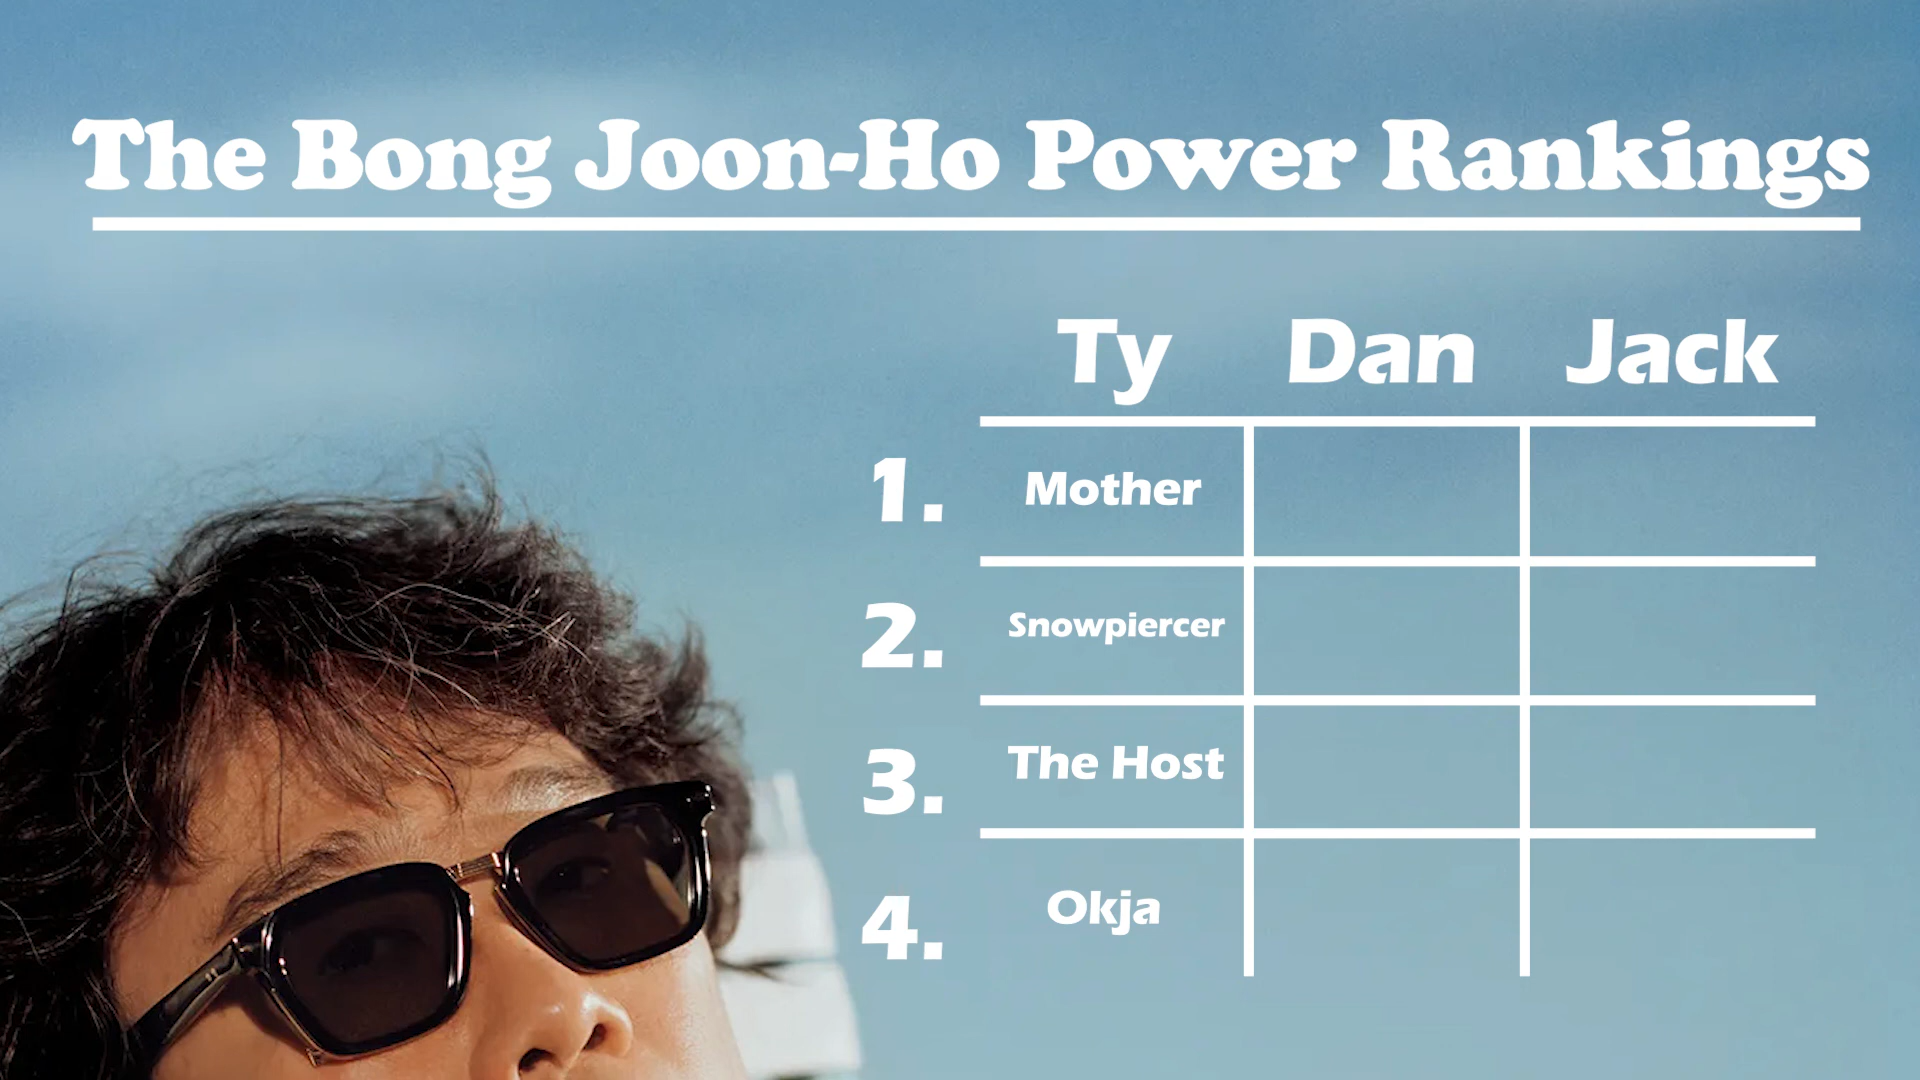 The Bong Joon-Ho Power Rankings
Ty Dan Jack
1. Mother
2. Snowpiercer
3. The Host
4. Okja